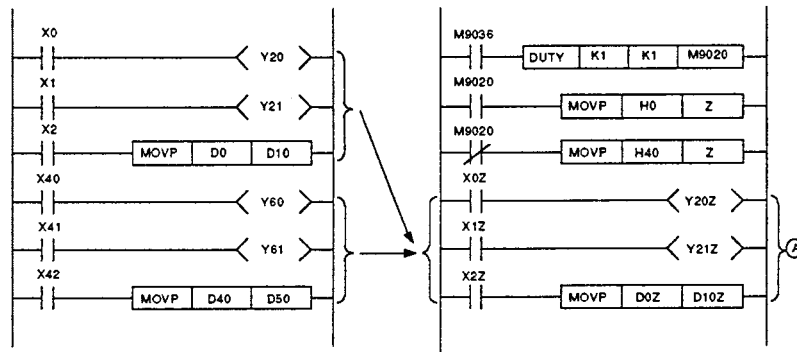 X0
Y20
X1
Y21
X2
MOVP D0 D10
X40
Y60
X41
Y61
X42
MOVP D40 D50
M9036
DUTY K1 K1 M9020
M9020
MOVP H0 Z
M9020
MOVP H40 Z
X0Z
Y20Z
X1Z
Y21Z
X2Z
MOVP D0Z D10Z
A